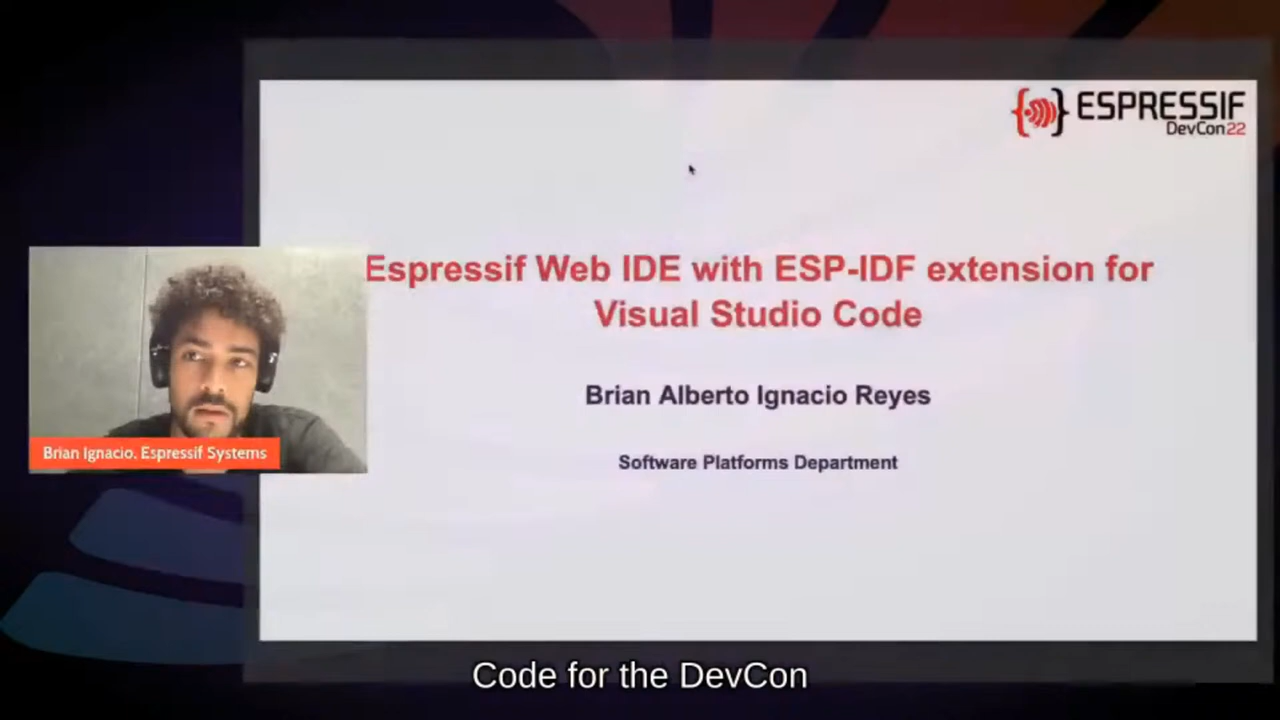 ESPRESSIF
DevCon22
Espressif Web IDE with ESP-IDF extension for
Visual Studio Code
Brian Alberto Ignacio Reyes
Software Platforms Department
Brian Ignacio, Espressif Systems
Code for the DevCon